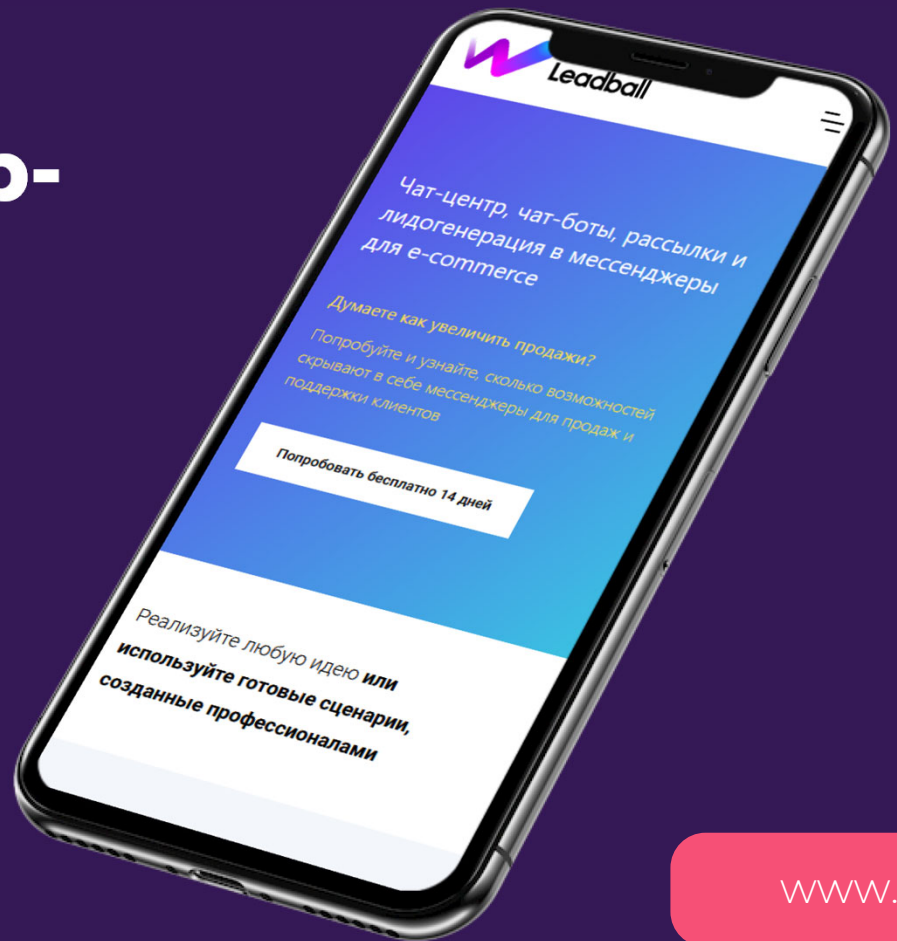 о-
Leadball
Чат-центр, чат-боты, рассылки и
лидогенерация в мессенджеры
для e-commerce
Думаете как увеличить продажи?
Попробуйте и узнайте, сколько возможностей
скрывают в себе мессенджеры для продаж и
поддержки клиентов
Попробовать бесплатно 14 дней
Реализуйте любую идею или
используйте готовые сценарии,
созданные профессионалами
www.